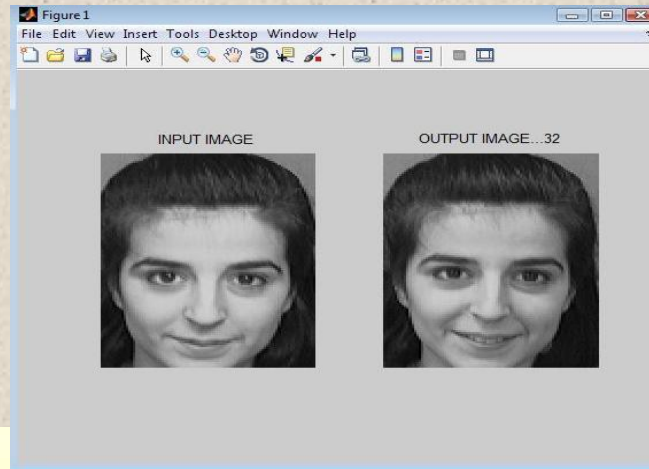 Figure 1
File Edit View Insert Tools Desktop Window Help
INPUT IMAGE
OUTPUT IMAGE...32